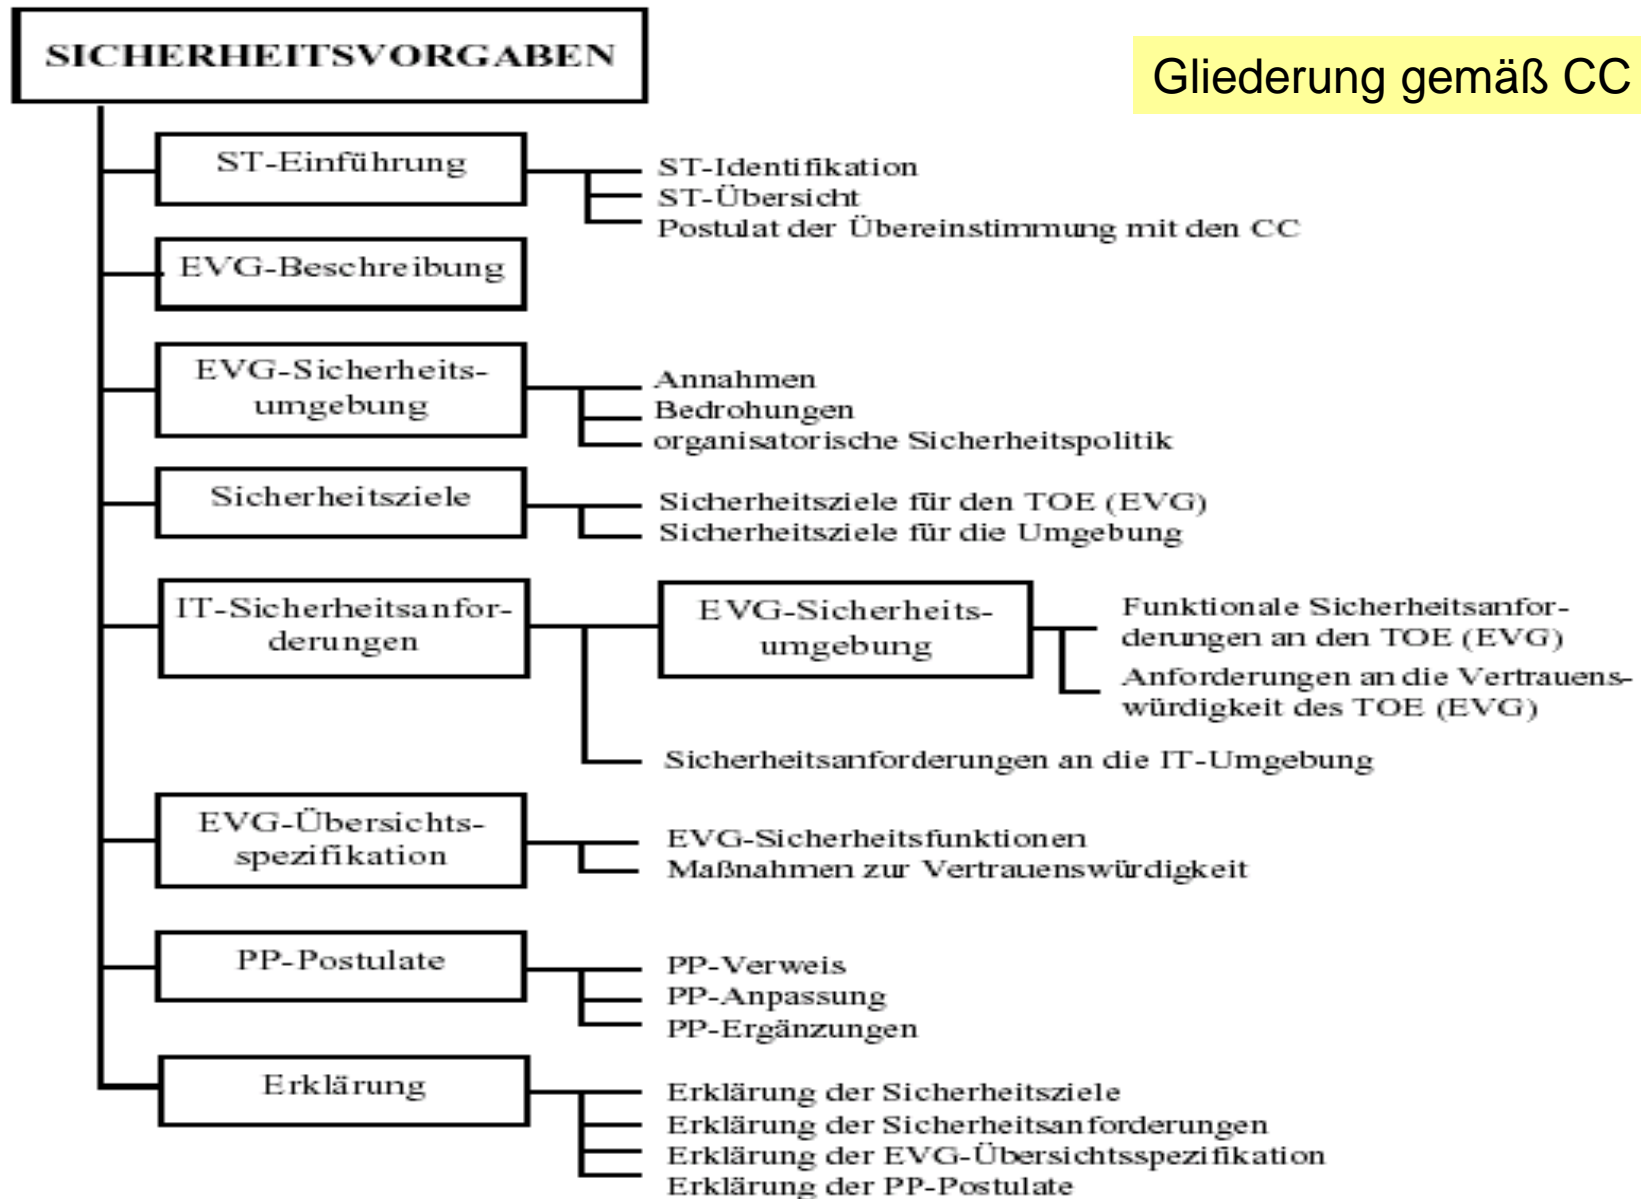 SICHERHEITSVORGABEN
Gliederung gemäß CC
ST-Einführung
ST-Identifikation
ST-Übersicht
Postulat der Übereinstimmung mit den CC
EVG-Beschreibung
EVG-Sicherheits-
umgebung
Annahmen
Bedrohungen
organisatorische Sicherheitspolitik
Sicherheitsziele
Sicherheitsziele für den TOE (EVG)
Sicherheitsziele für die Umgebung
IT-Sicherheitsanfor-
derungen
EVG-Sicherheits-
umgebung
Funktionale Sicherheitsanfor-
derungen an den TOE (EVG)
Anforderungen an die Vertrauens-
würdigkeit des TOE (EVG)
Sicherheitsanforderungen an die IT-Umgebung
EVG-Übersichts-
spezifikation
EVG-Sicherheitsfunktionen
Maßnahmen zur Vertrauenswürdigkeit
PP-Postulate
PP-Verweis
PP-Anpassung
PP-Ergänzungen
Erklärung
Erklärung der Sicherheitsziele
Erklärung der Sicherheitsanforderungen
Erklärung der EVG-Übersichtsspezifikation
Erklärung der PP-Postulate